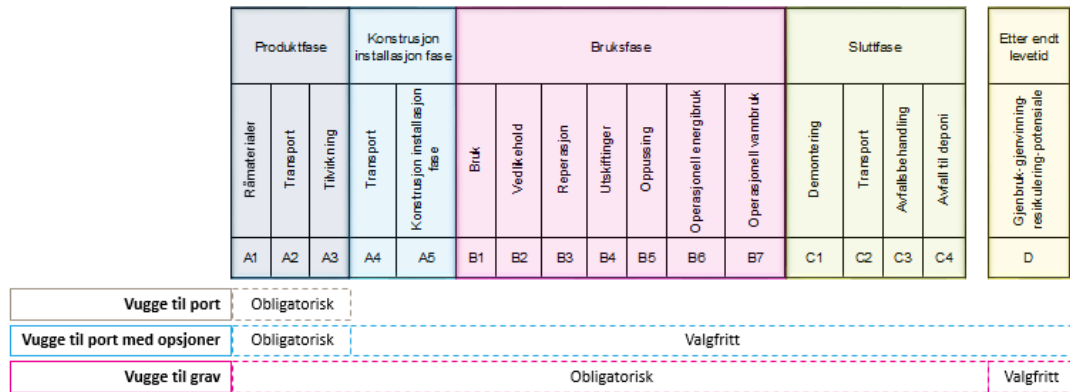 Produktfase
Konstrusjon
installasjon fase
Bruksfase
Sluttfase
Etter endt
levetid
Råmaterialer
Transport
Tilvirkning
Transport
Konstrusjon installasjon
fase
Bruk
Vedlikehold
Reperasjon
Utskiftinger
Oppussing
Operasjonell energibruk
Operasjonell vannbruk
Demontering
Transport
Avfallsbehandling
Avfall til deponi
Gjenbruk-gjenvinning-
resirkulering-potensiale
A1
A2
A3
A4
A5
B1
B2
B3
B4
B5
B6
B7
C1
C2
C3
C4
D
Vugge til port
Obligatorisk
Vugge til port med opsjoner
Obligatorisk
Valgfritt
Vugge til grav
Obligatorisk
Valgfritt